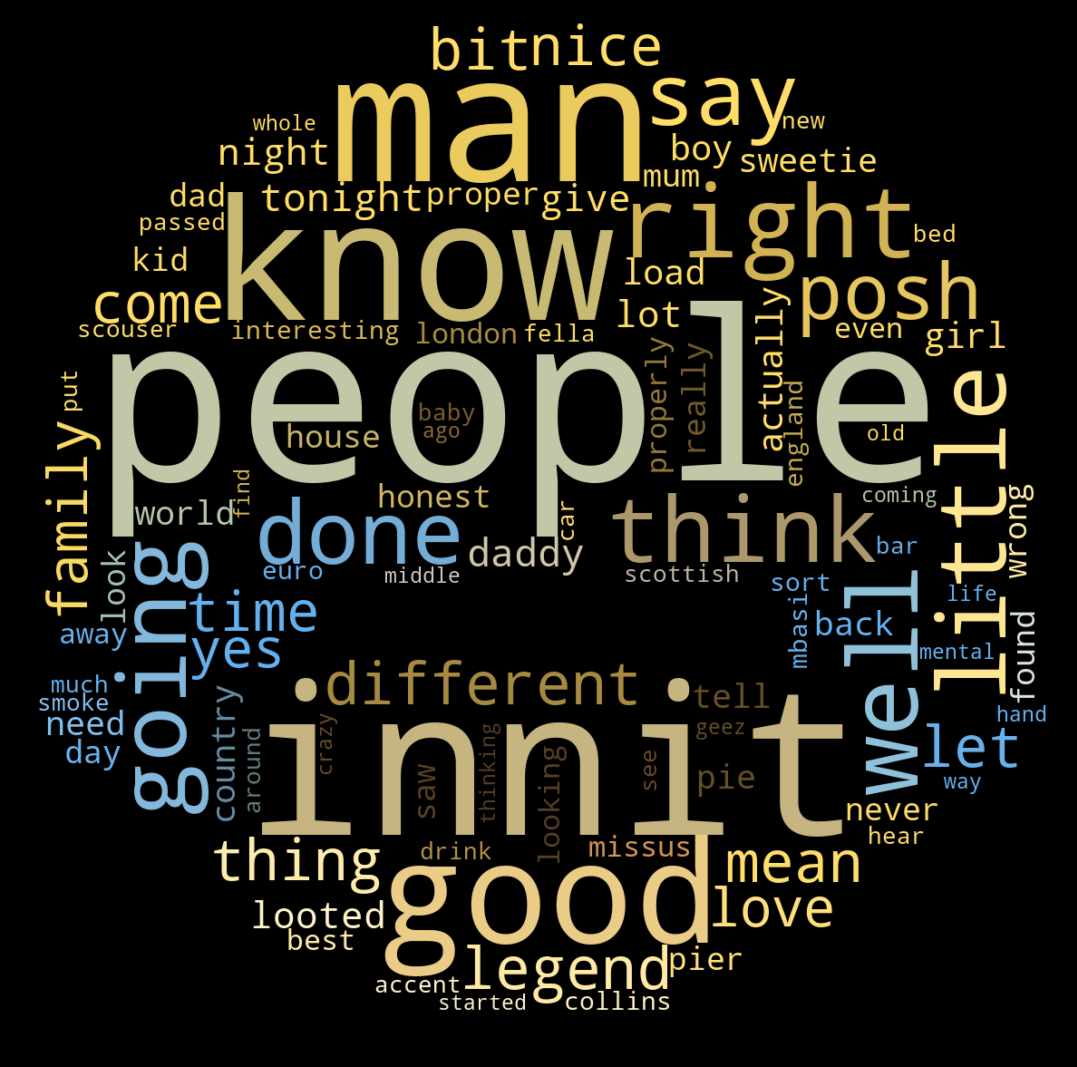 bit nice
man say
whole new
night boy sweetie
mum
dad tonight proper give right
passed bed
know
kid load
come lot posh
scouser interesting london fella actually even girl
people
put properly really little
baby
house ago england old
family
find honest coming
world car wrong
done think
look daddy bar
euro middle scottish sort
going time life
away yes mbasi back well found
mental
different
much tell
smoke
need country innit geez hand
day around crazy thinking see let
saw looking pie way
never
thing drink missus hear
good mean
looted love
best
legend pier
accent
started collins